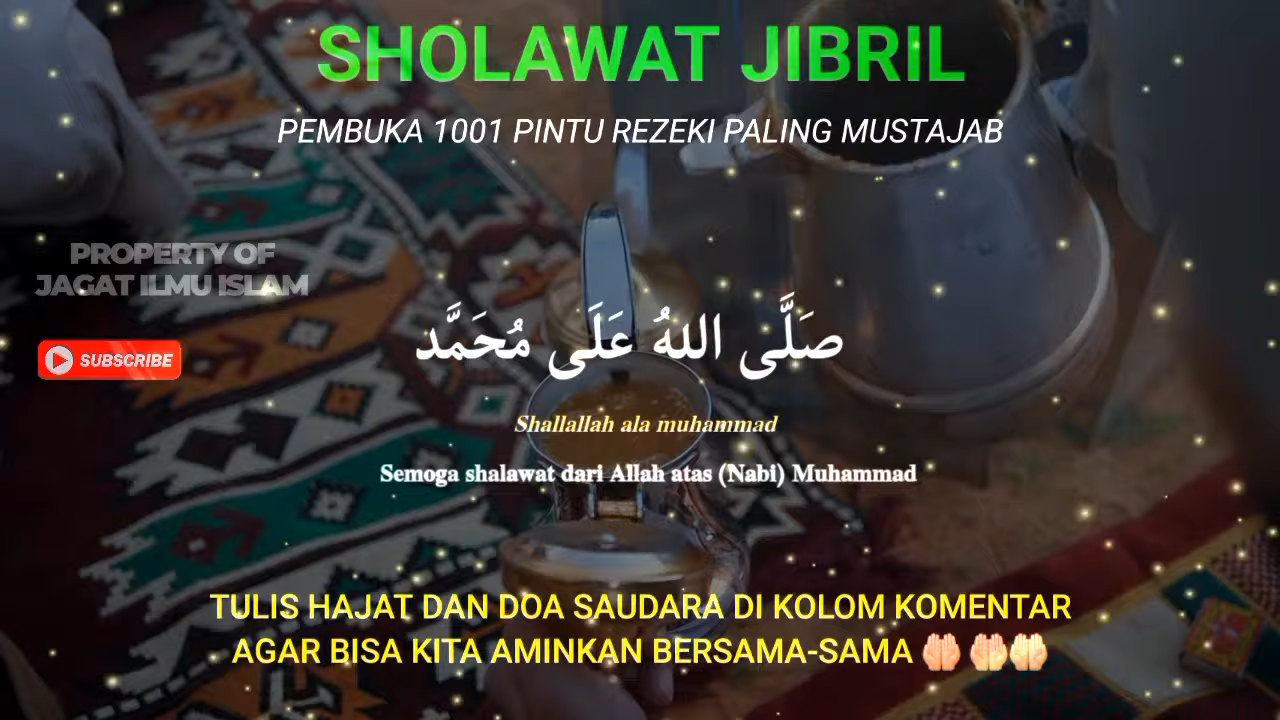 SHOLAWAT JIBRIL
PEMBUKA 1001 PINTU REZEKI PALING MUSTAJAB
PROPERTY OF
JAGAT ILMU ISLAM
صَلَّى اللهُ عَلَى مُحَمَّد
SUBSCRIBE
Shallallah ala muhammad
Semoga shalawat dari Allah atas (Nabi) Muhammad
TULIS HAJAT DAN DOA SAUDARA DI KOLOM KOMENTAR
AGAR BISA KITA AMINKAN BERSAMA-SAMA 🤲🏻 🤲🏻🤲🏻